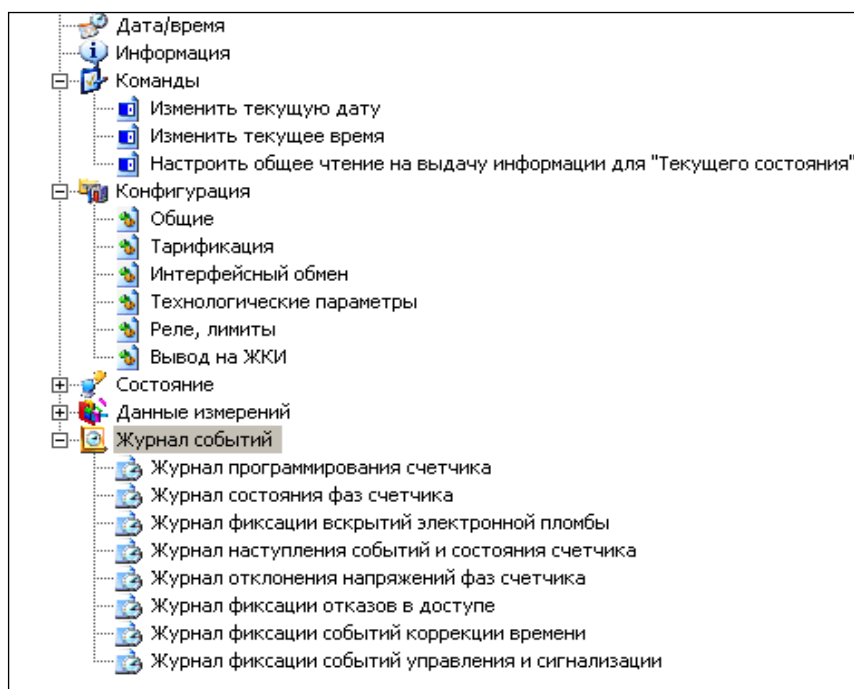 Дата/время
Информация
Команды
Изменить текущую дату
Изменить текущее время
Настроить общее чтение на выдачу информации для "Текущего состояния"
Конфигурация
Общие
Тарификация
Интерфейсный обмен
Технологические параметры
Реле, лимиты
Вывод на ЖКИ
Состояние
Данные измерений
Журнал событий
Журнал программирования счетчика
Журнал состояния фаз счетчика
Журнал фиксации вскрытий электронной пломбы
Журнал наступления событий и состояния счетчика
Журнал отклонения напряжений фаз счетчика
Журнал фиксации отказов в доступе
Журнал фиксации событий коррекции времени
Журнал фиксации событий управления и сигнализации